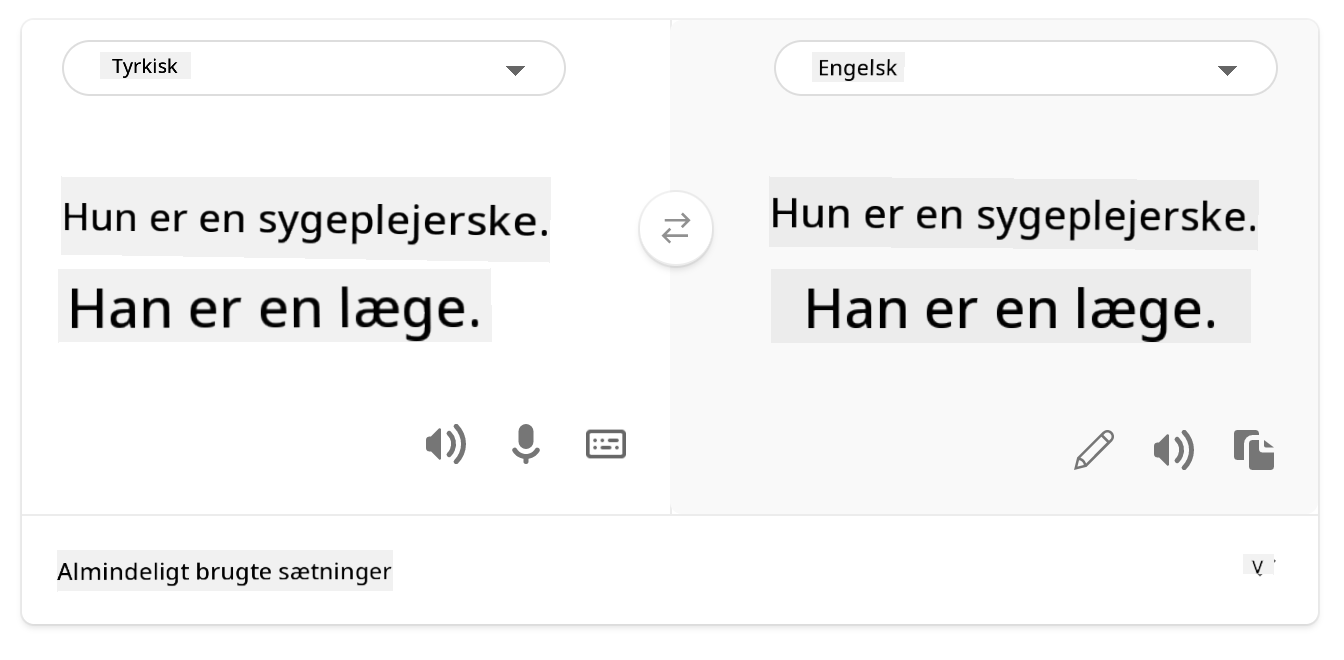 Tyrkisk
Engelsk
Hun er en sygeplejerske.
Han er en læge.
Hun er en sygeplejerske.
Han er en læge.
Almindeligt brugte sætninger